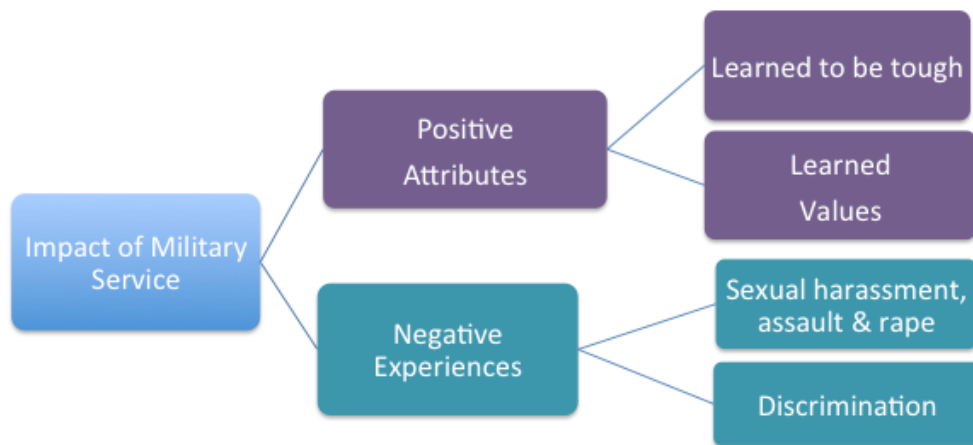 Impact of Military
Service
Positive
Attributes
Learned to be tough
Learned
Values
Negative
Experiences
Sexual harassment,
assault & rape
Discrimination